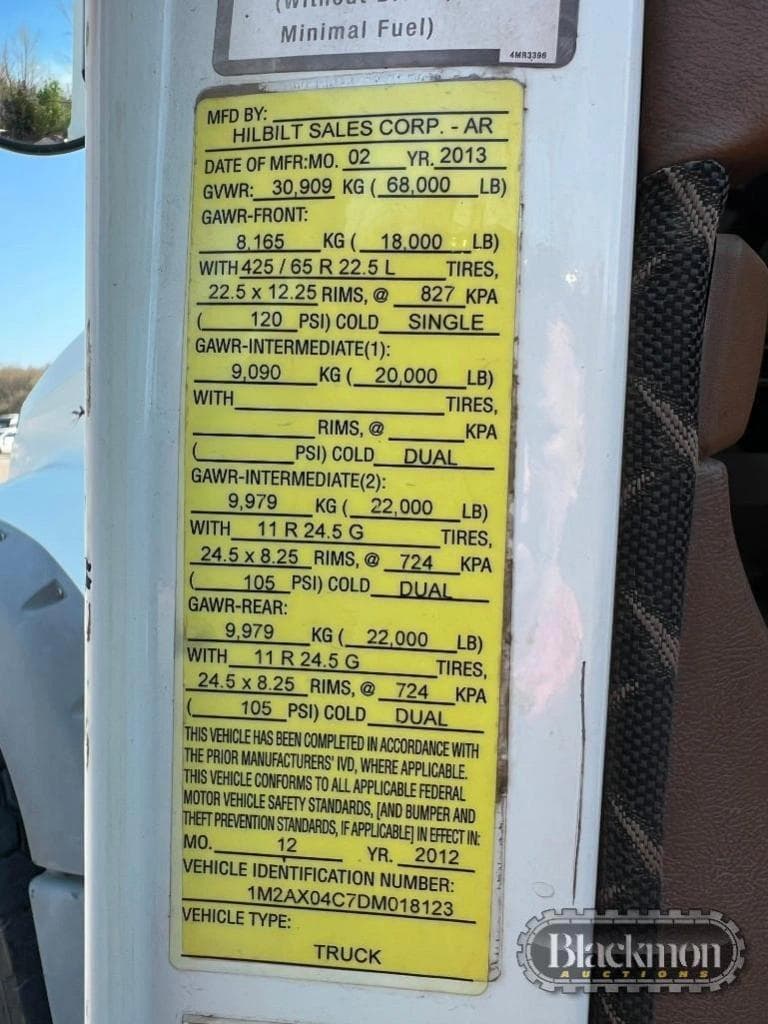 (Without
Minimal Fuel)
4MR3396
MFD BY:
HILBILT SALES CORP. - AR
DATE OF MFR:MO. 02 YR. 2013
GVWR: 30,909 KG ( 68,000 LB)
GAWR-FRONT:
8,165 KG ( 18,000 LB)
WITH 425 / 65 R 22.5 L TIRES,
22.5 x 12.25 RIMS, @ 827 KPA
( 120 PSI) COLD SINGLE
GAWR-INTERMEDIATE(1):
9,090 KG ( 20,000 LB)
WITH TIRES,
RIMS, @ KPA
( PSI) COLD DUAL
GAWR-INTERMEDIATE(2):
9,979 KG ( 22,000 LB)
WITH 11 R 24.5 G TIRES,
24.5 x 8.25 RIMS, @ 724 KPA
( 105 PSI) COLD DUAL
GAWR-REAR:
9,979 KG ( 22,000 LB)
WITH 11 R 24.5 G TIRES,
24.5 x 8.25 RIMS, @ 724 KPA
( 105 PSI) COLD DUAL
THIS VEHICLE HAS BEEN COMPLETED IN ACCORDANCE WITH
THE PRIOR MANUFACTURERS' IVD, WHERE APPLICABLE.
THIS VEHICLE CONFORMS TO ALL APPLICABLE FEDERAL
MOTOR VEHICLE SAFETY STANDARDS, [AND BUMPER AND
THEFT PREVENTION STANDARDS, IF APPLICABLE] IN EFFECT IN:
MO. 12 YR. 2012
VEHICLE IDENTIFICATION NUMBER:
1M2AX04C7DM018123
VEHICLE TYPE:
TRUCK
Blackmon
AUCTIONS